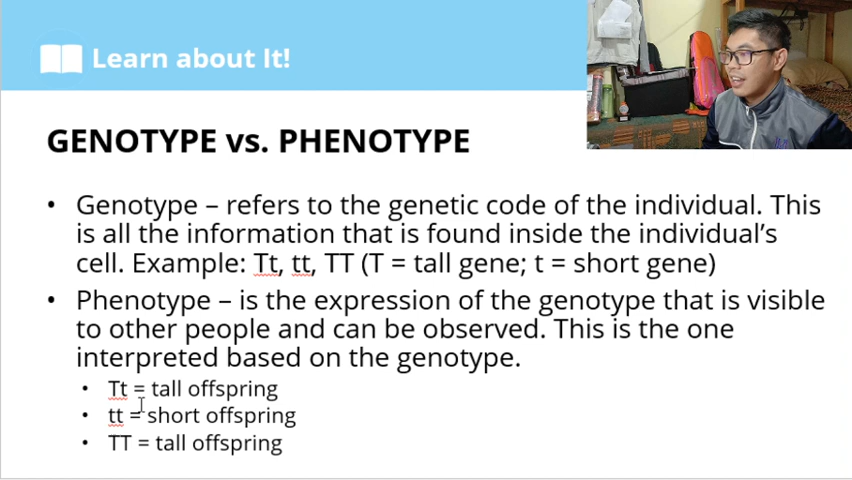 Learn about It!
GENOTYPE vs. PHENOTYPE
• Genotype – refers to the genetic code of the individual. This
is all the information that is found inside the individual's
cell. Example: Tt, tt, TT (T = tall gene; t = short gene)
• Phenotype – is the expression of the genotype that is visible
to other people and can be observed. This is the one
interpreted based on the genotype.
• Tt = tall offspring
• tt = short offspring
• TT = tall offspring